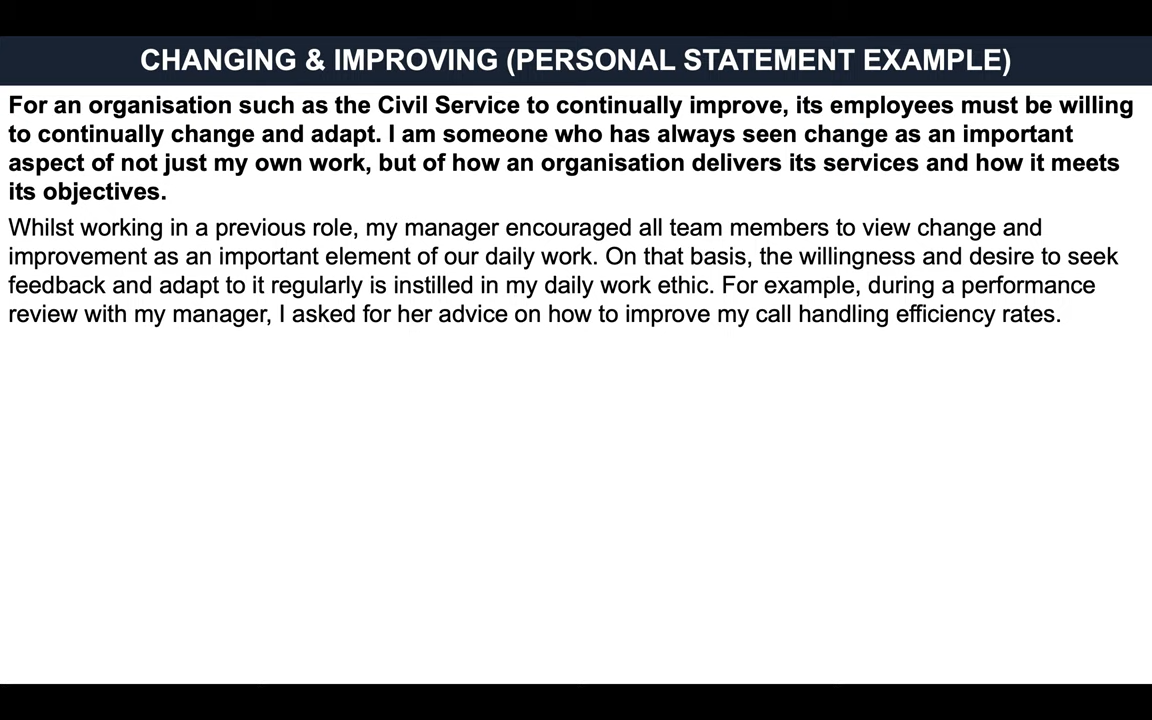 CHANGING & IMPROVING (PERSONAL STATEMENT EXAMPLE)
For an organisation such as the Civil Service to continually improve, its employees must be willing
to continually change and adapt. I am someone who has always seen change as an important
aspect of not just my own work, but of how an organisation delivers its services and how it meets
its objectives.
Whilst working in a previous role, my manager encouraged all team members to view change and
improvement as an important element of our daily work. On that basis, the willingness and desire to seek
feedback and adapt to it regularly is instilled in my daily work ethic. For example, during a performance
review with my manager, I asked for her advice on how to improve my call handling efficiency rates.